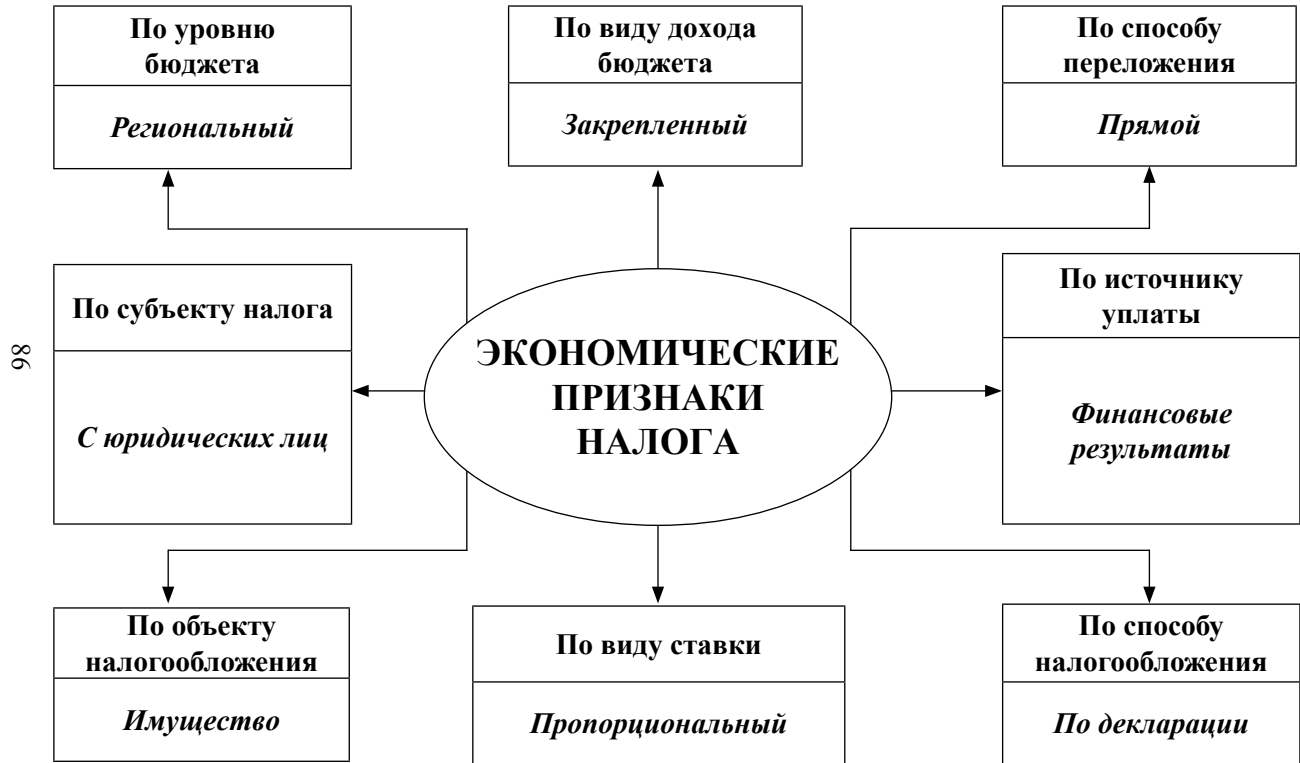 По уровню
бюджета
Региональный
По виду дохода
бюджета
Закрепленный
По способу
переложения
Прямой
По субъекту налога
С юридических лиц
ЭКОНОМИЧЕСКИЕ
ПРИЗНАКИ
НАЛОГА
По источнику
уплаты
Финансовые
результаты
По объекту
налогообложения
Имущество
По виду ставки
Пропорциональный
По способу
налогообложения
По декларации
98